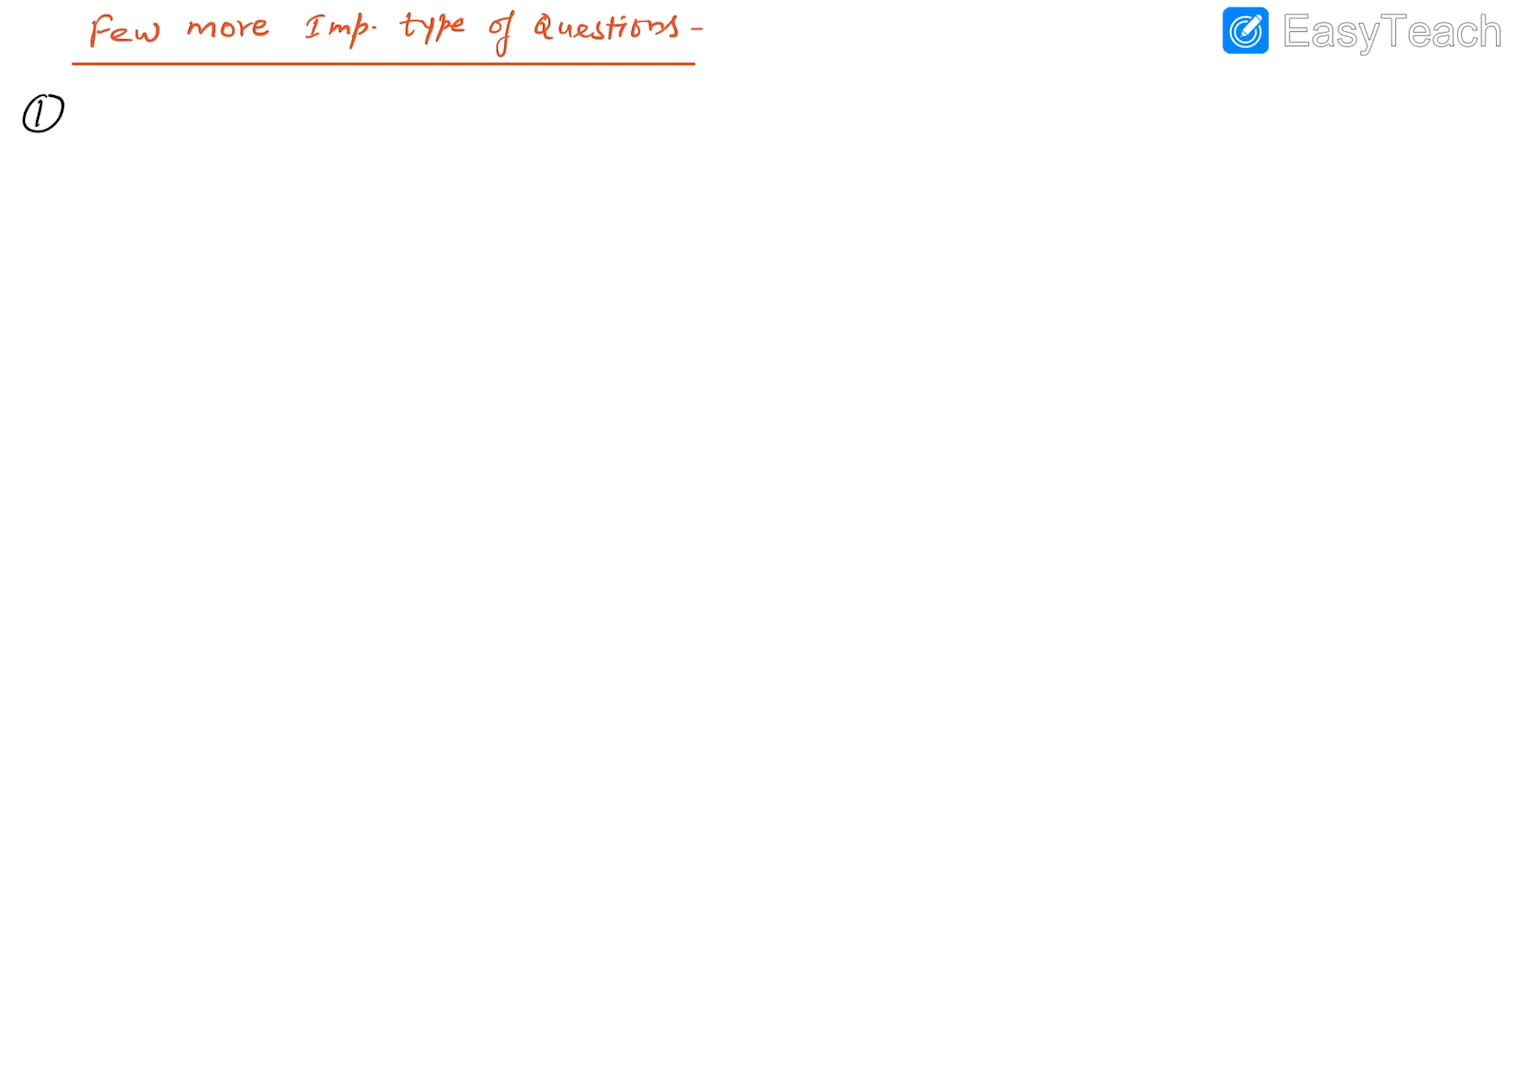 Few more Imp. type of Questions -
EasyTeach
①